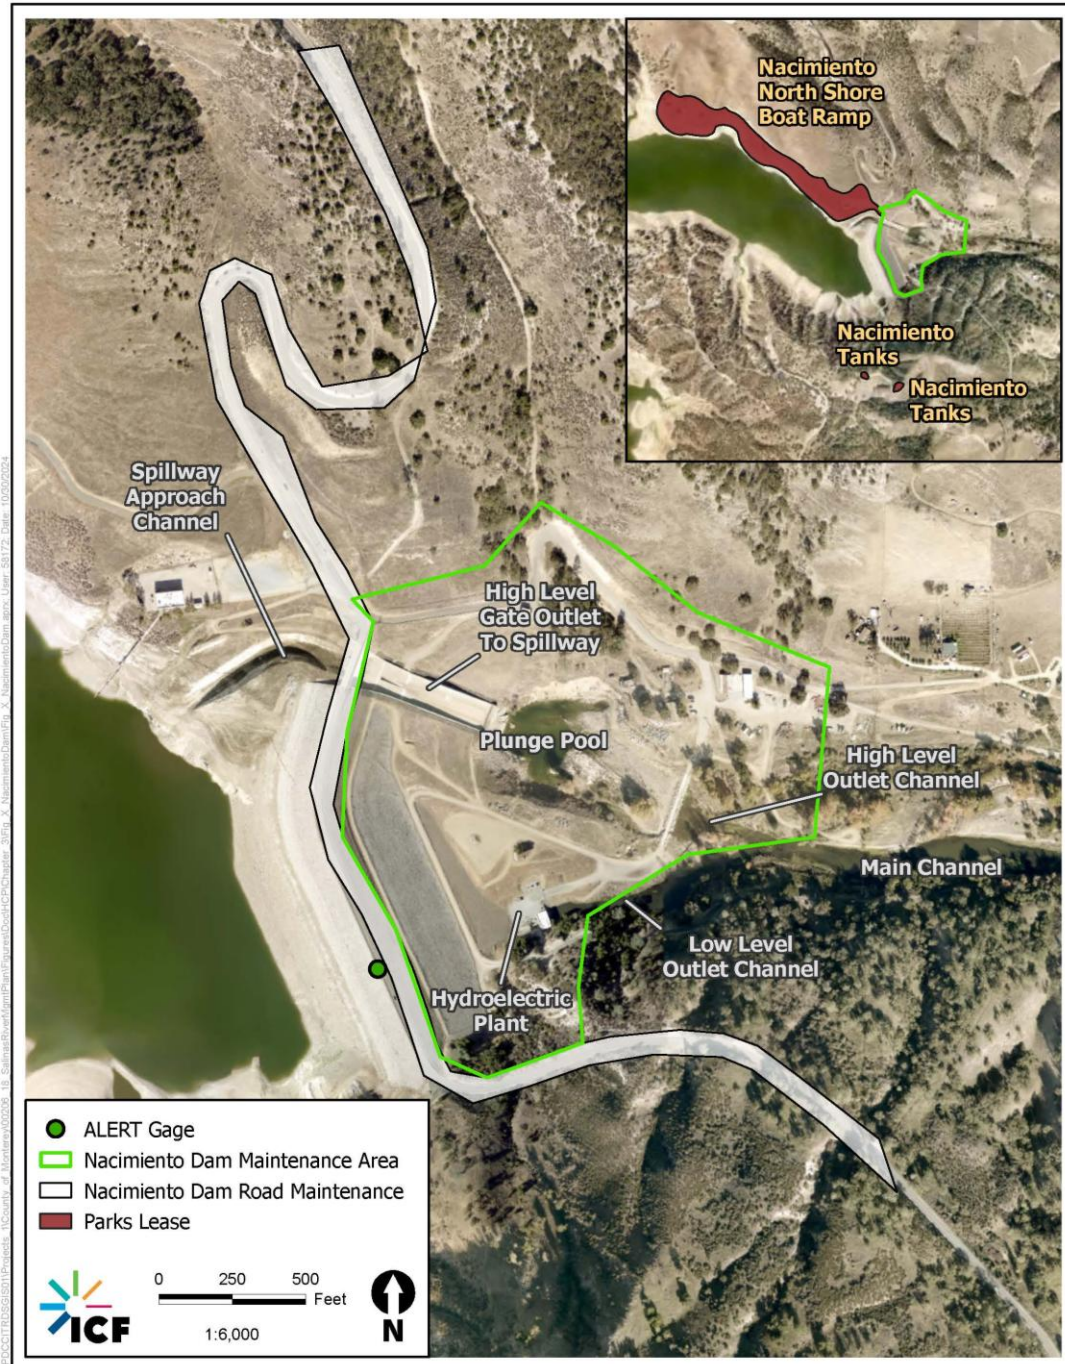 Nacimiento
North Shore
Boat Ramp
Nacimiento
Tanks
Nacimiento
Tanks
Spillway
Approach
Channel
High Level
Gate Outlet
To Spillway
Plunge Pool
High Level
Outlet Channel
Main Channel
Low Level
Outlet Channel
Hydroelectric
Plant
ALERT Gage
Nacimiento Dam Maintenance Area
Nacimiento Dam Road Maintenance
Parks Lease
ICF
0 250 500
Feet
1:6,000
N